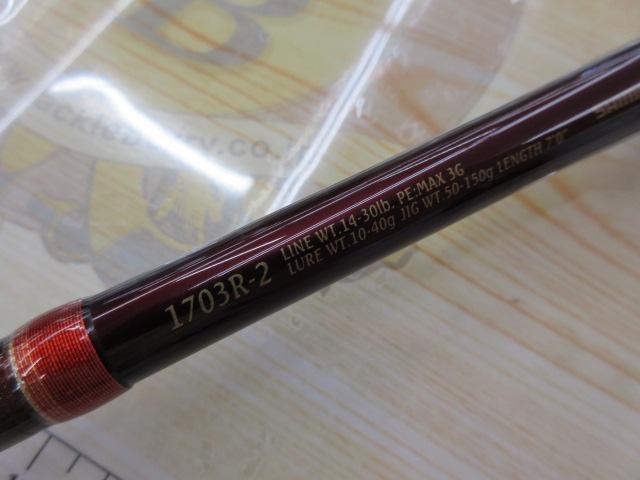 1703R-2
LINE WT.14-30lb. PE:MAX 3G
LURE WT.10-40g JIG WT.50-150g LENGTH 7'0"